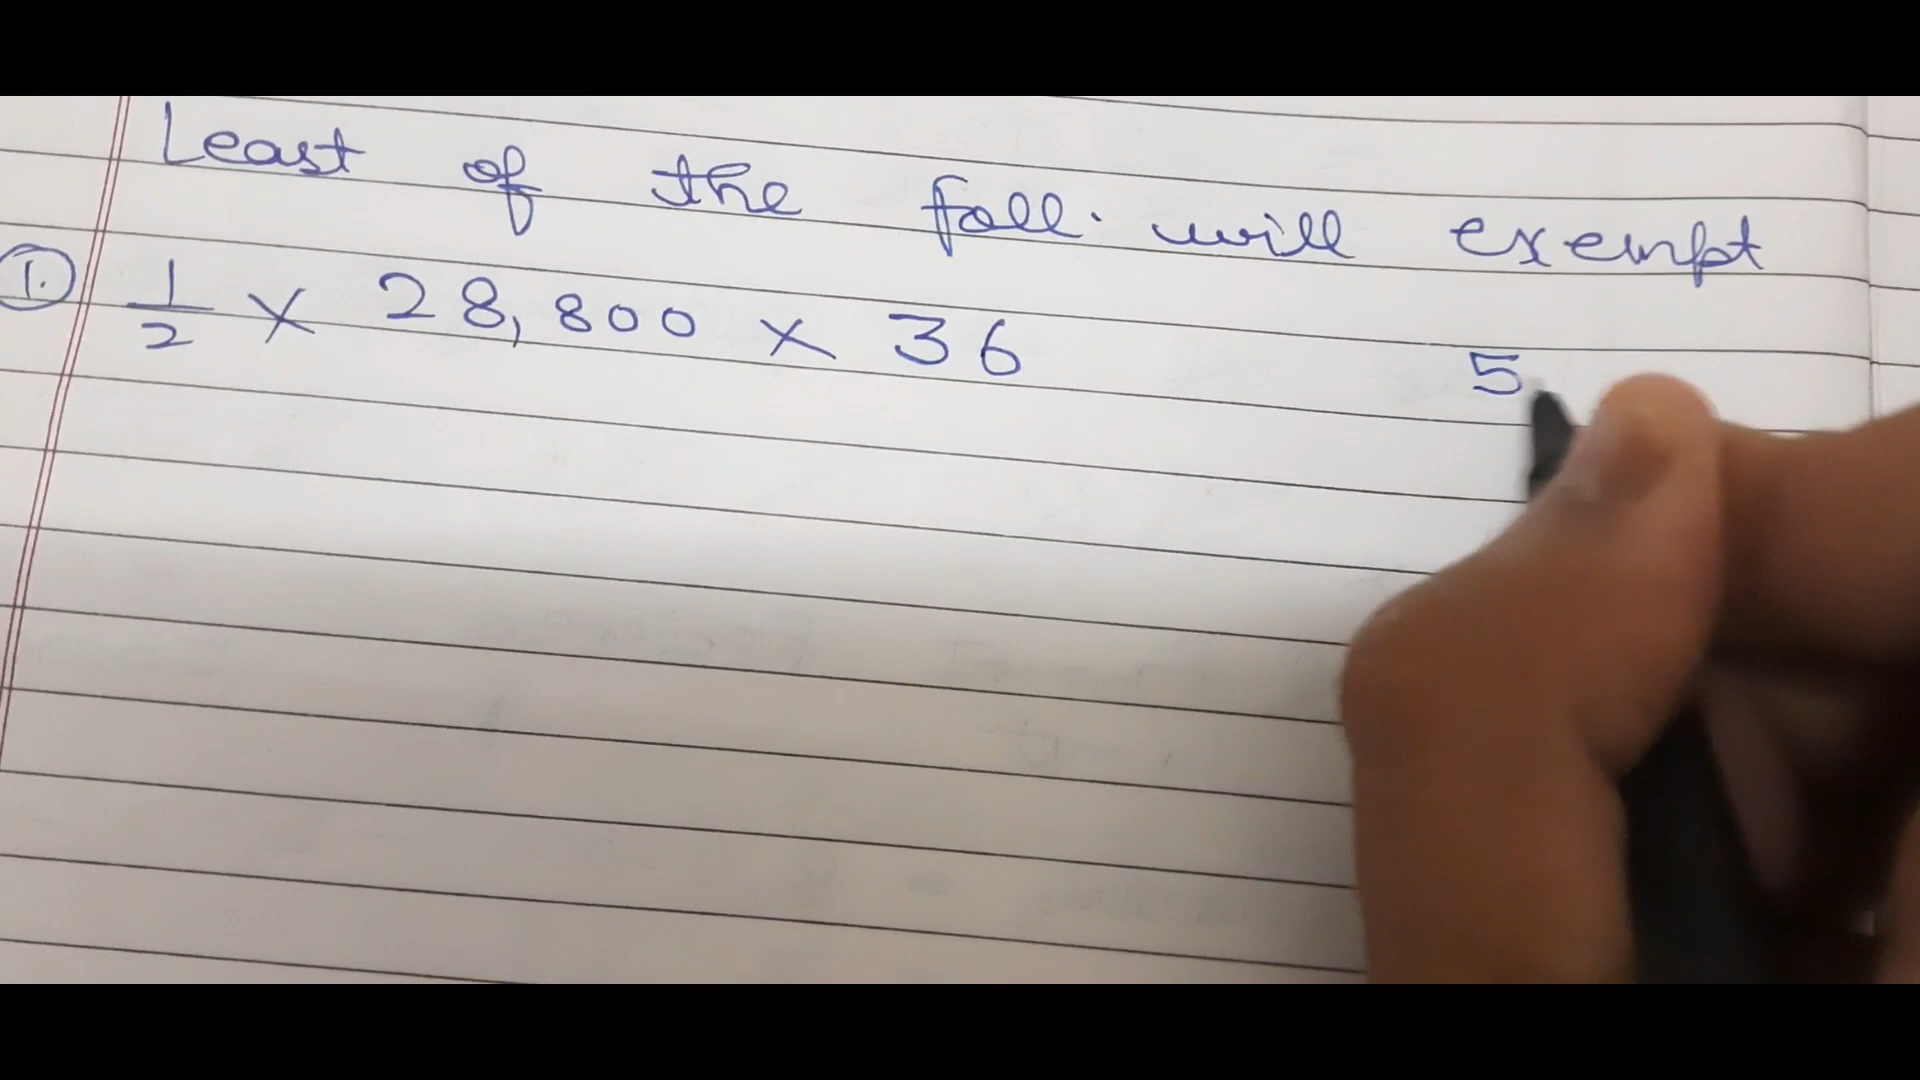 Least of the foll. will exempt
1. 1/2 × 28,800 × 36 5,